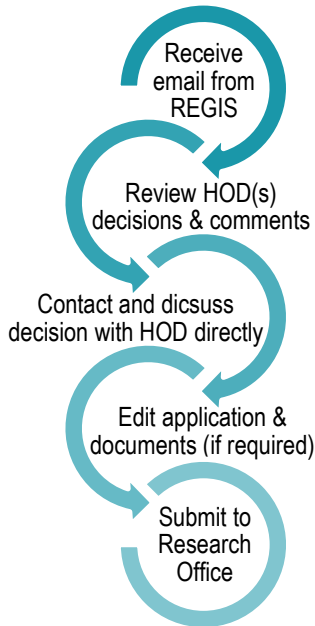 Receive
email from
REGIS
Review HOD(s)
decisions & comments
Contact and dicsuss
decision with HOD directly
Edit application &
documents (if required)
Submit to
Research
Office